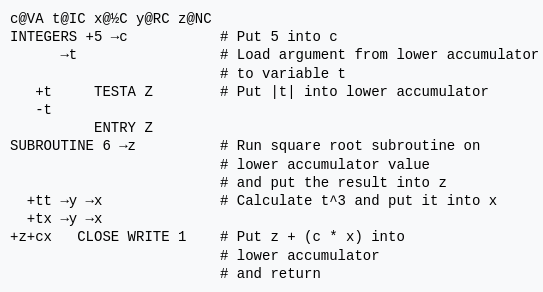 c@VA t@IC x@½C y@RC z@NC
INTEGERS +5 →c           # Put 5 into c
      →t                 # Load argument from lower accumulator
                         # to variable t
   +t     TESTA Z        # Put |t| into lower accumulator
   -t
          ENTRY Z
SUBROUTINE 6 →z          # Run square root subroutine on
                         # lower accumulator value
                         # and put the result into z
  +tt →y →x              # Calculate t^3 and put it into x
  +tx →y →x
+z+cx   CLOSE WRITE 1    # Put z + (c * x) into
                         # lower accumulator
                         # and return